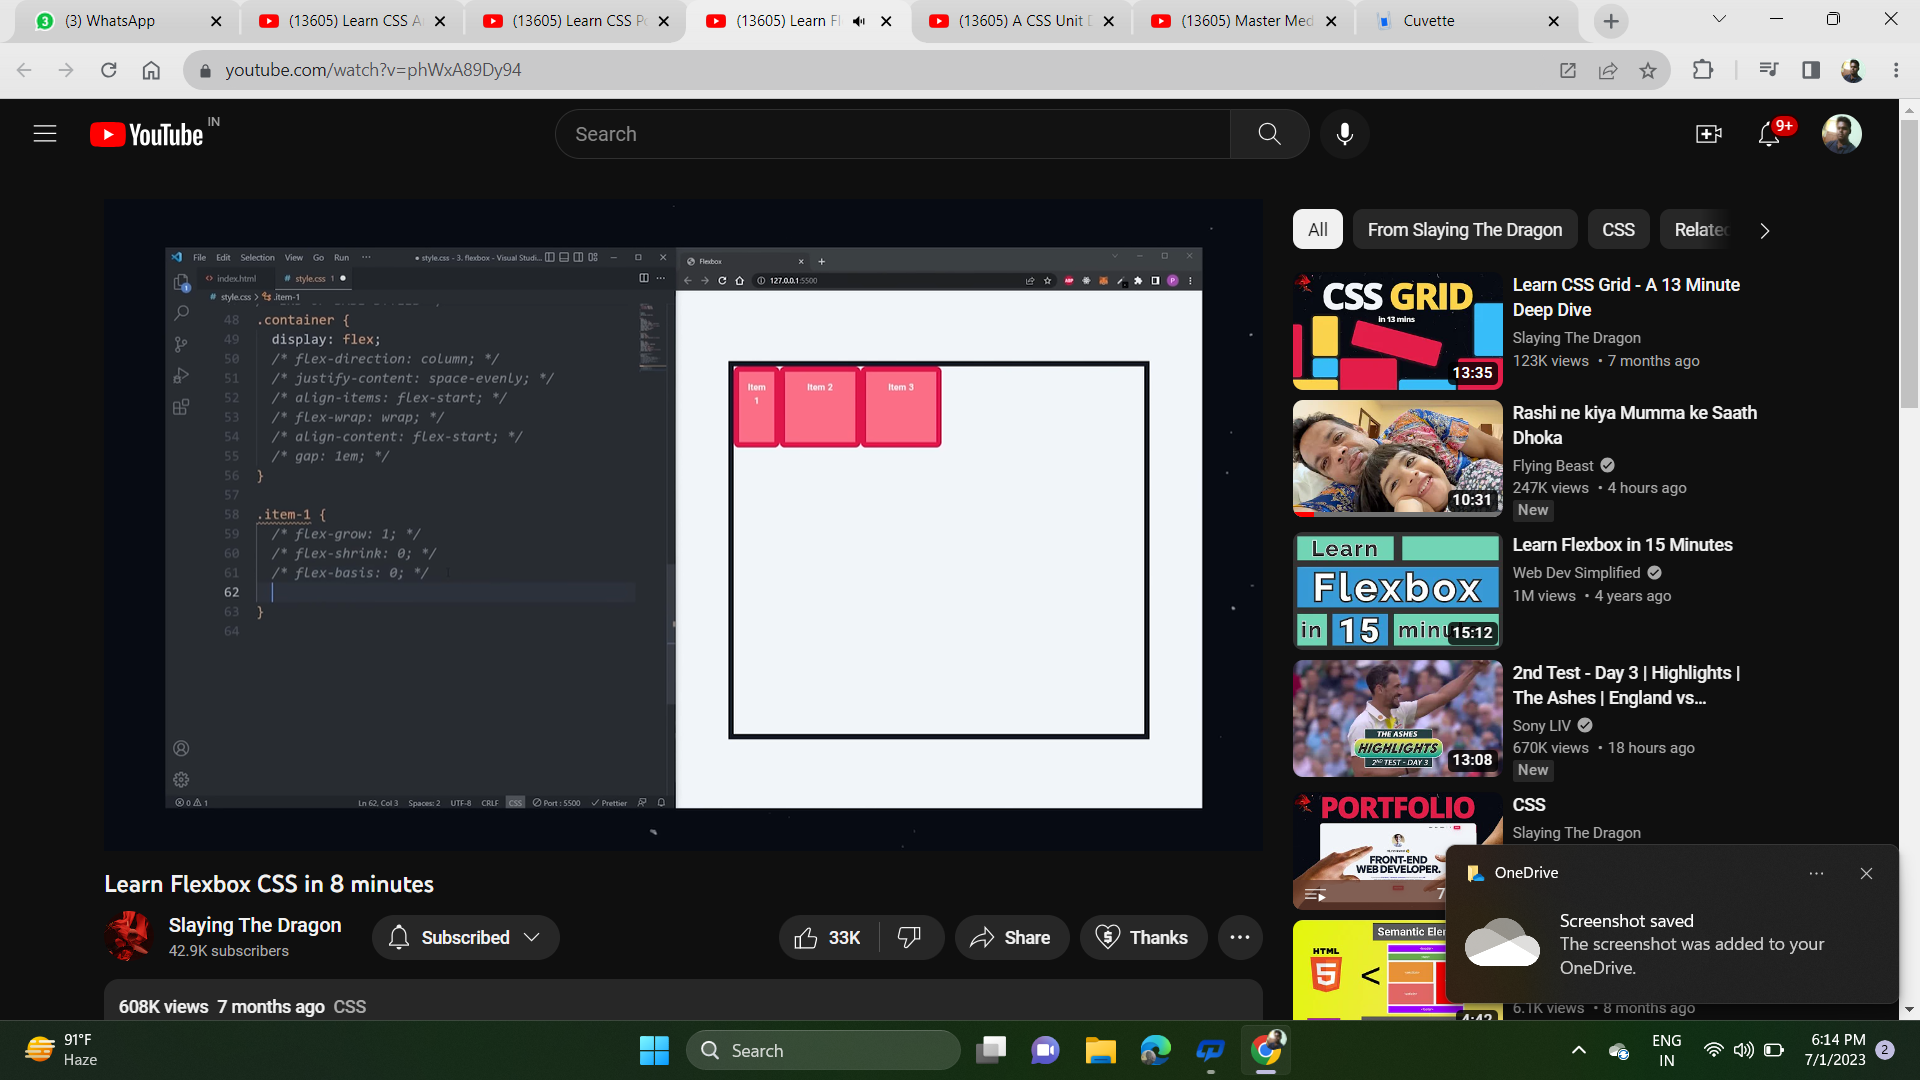 (3) WhatsApp
(13605) Learn CSS A
(13605) Learn CSS Po
(13605) Learn Fl
(13605) A CSS Unit D
(13605) Master Med
Cuvette
youtube.com/watch?v=phWxA89Dy94
YouTube IN
Search
9+
File Edit Selection View Go Run ··· ● style.css - 3. flexbox - Visual Studi...
index.html
# style.css 1 ●
# style.css > .item-1
48 .container {
49 display: flex;
50 /* flex-direction: column; */
51 /* justify-content: space-evenly; */
52 /* align-items: flex-start; */
53 /* flex-wrap: wrap; */
54 /* align-content: flex-start; */
55 /* gap: 1em; */
56 }
57
58 .item-1 {
59 /* flex-grow: 1; */
60 /* flex-shrink: 0; */
61 /* flex-basis: 0; */
62
63 }
64
0 1 Ln 62, Col 3 Spaces: 2 UTF-8 CRLF CSS Port : 5500 Prettier
Flexbox
127.0.0.1:5500
Item 1
Item 2
Item 3
Learn Flexbox CSS in 8 minutes
Slaying The Dragon
42.9K subscribers
Subscribed
33K
Share
Thanks
608K views 7 months ago CSS
All
From Slaying The Dragon
CSS
Related
CSS GRID
in 13 mins
13:35
Learn CSS Grid - A 13 Minute
Deep Dive
Slaying The Dragon
123K views • 7 months ago
10:31
Rashi ne kiya Mumma ke Saath
Dhoka
Flying Beast
247K views • 4 hours ago
New
Learn
Flexbox
in 15 minu
15:12
Learn Flexbox in 15 Minutes
Web Dev Simplified
1M views • 4 years ago
THE ASHES
HIGHLIGHTS
2ND TEST - DAY 3
13:08
2nd Test - Day 3 | Highlights |
The Ashes | England vs...
Sony LIV
670K views • 18 hours ago
New
PORTFOLIO
FRONT-END
WEB DEVELOPER.
7
CSS
Slaying The Dragon
Semantic Elem
HTML
5
<
4:42
6.1K views • 8 months ago
OneDrive
Screenshot saved
The screenshot was added to your
OneDrive.
91°F
Haze
Search
ENG
IN
6:14 PM
7/1/2023
2